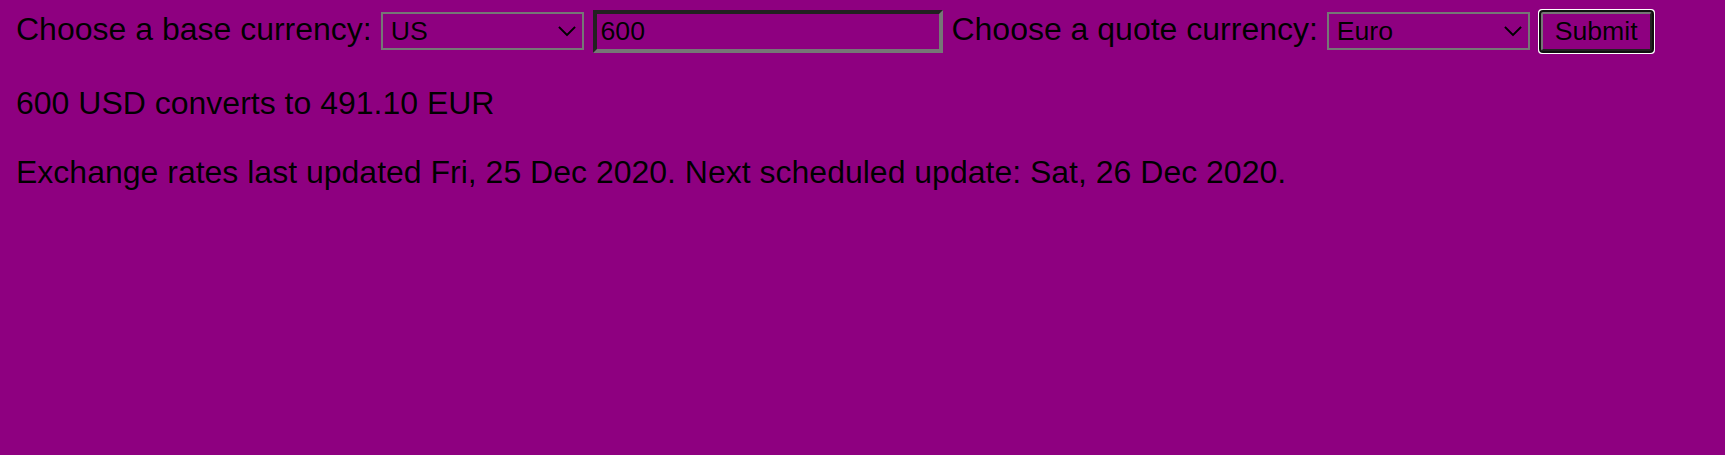 Choose a base currency: US 600 Choose a quote currency: Euro Submit
600 USD converts to 491.10 EUR
Exchange rates last updated Fri, 25 Dec 2020. Next scheduled update: Sat, 26 Dec 2020.